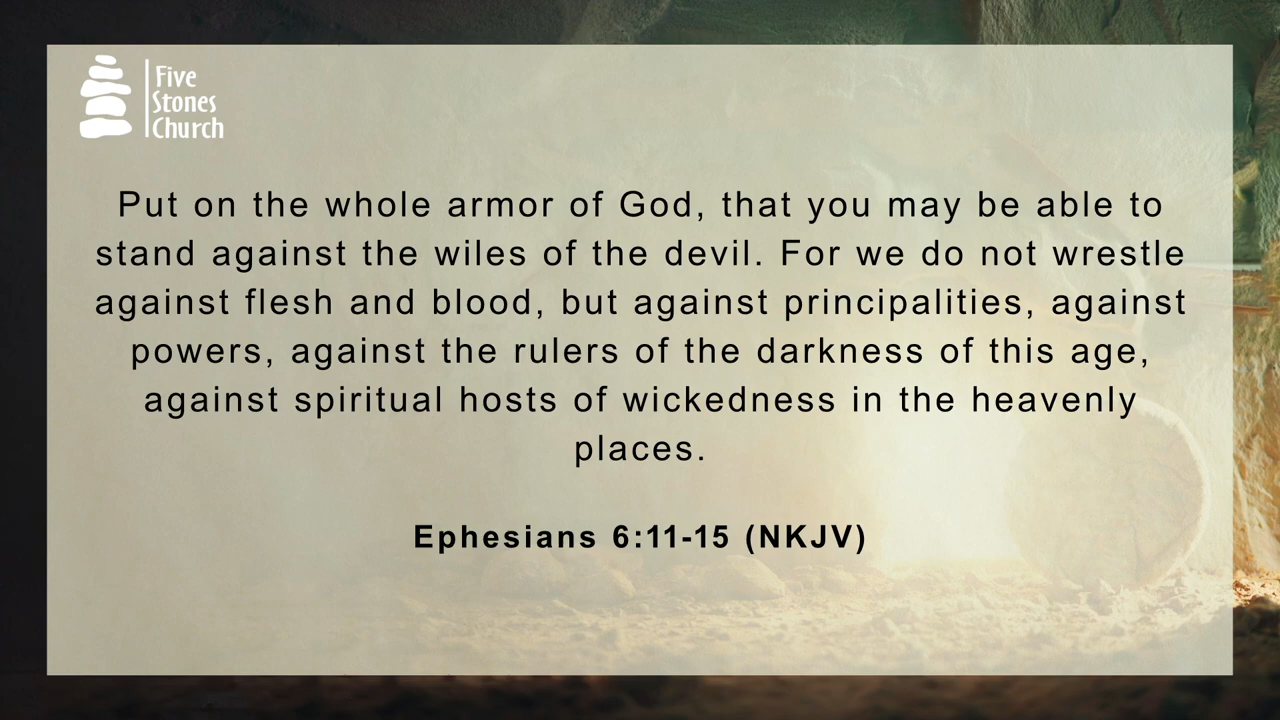 Five
Stones
Church
Put on the whole armor of God, that you may be able to
stand against the wiles of the devil. For we do not wrestle
against flesh and blood, but against principalities, against
powers, against the rulers of the darkness of this age,
against spiritual hosts of wickedness in the heavenly
places.
Ephesians 6:11-15 (NKJV)